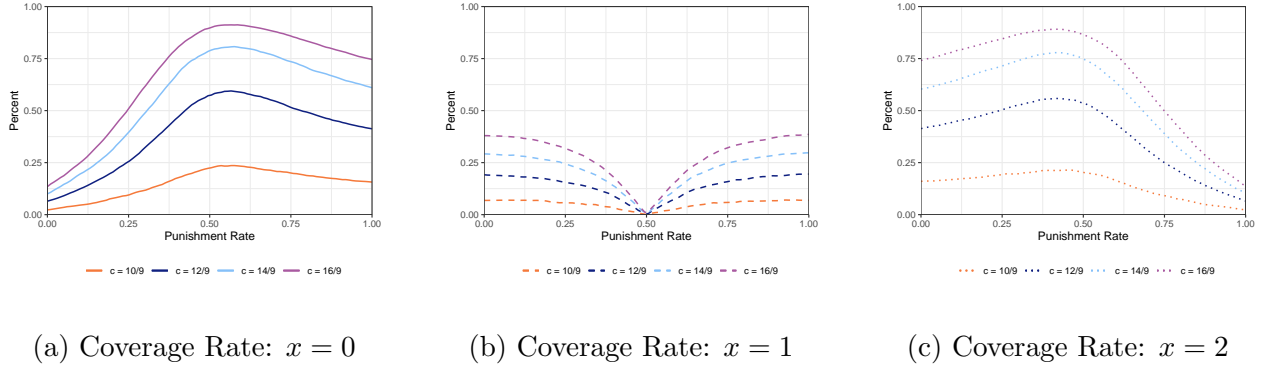 1.00
0.75
0.50
0.25
0.00
Percent
0.00 0.25 0.50 0.75 1.00
Punishment Rate
c = 10/9 c = 12/9 c = 14/9 c = 16/9
(a) Coverage Rate: x = 0
1.00
0.75
0.50
0.25
0.00
Percent
0.00 0.25 0.50 0.75 1.00
Punishment Rate
c = 10/9 c = 12/9 c = 14/9 c = 16/9
(b) Coverage Rate: x = 1
1.00
0.75
0.50
0.25
0.00
Percent
0.00 0.25 0.50 0.75 1.00
Punishment Rate
c = 10/9 c = 12/9 c = 14/9 c = 16/9
(c) Coverage Rate: x = 2